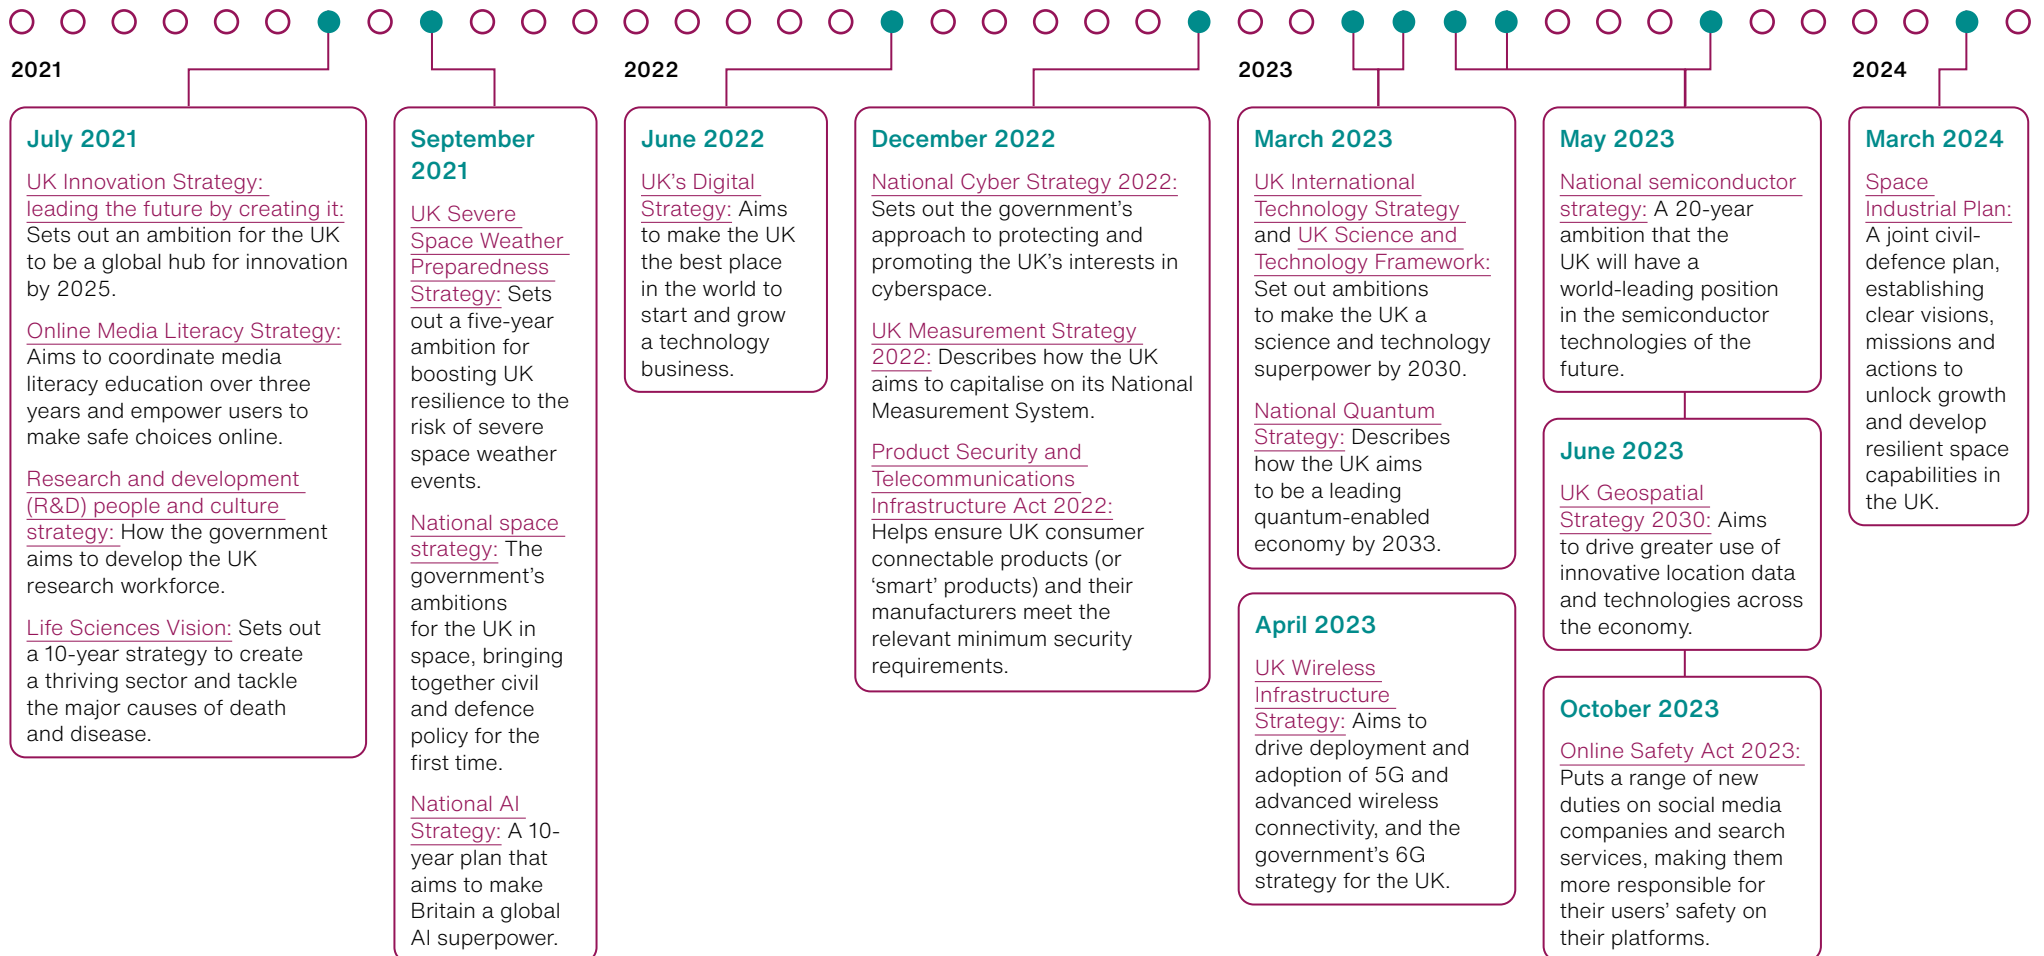 2021
2022
2023
2024
July 2021
UK Innovation Strategy:
leading the future by creating it:
Sets out an ambition for the UK
to be a global hub for innovation
by 2025.
Online Media Literacy Strategy:
Aims to coordinate media
literacy education over three
years and empower users to
make safe choices online.
Research and development
(R&D) people and culture
strategy: How the government
aims to develop the UK
research workforce.
Life Sciences Vision: Sets out
a 10-year strategy to create
a thriving sector and tackle
the major causes of death
and disease.
September
2021
UK Severe
Space Weather
Preparedness
Strategy: Sets
out a five-year
ambition for
boosting UK
resilience to the
risk of severe
space weather
events.
National space
strategy: The
government’s
ambitions
for the UK in
space, bringing
together civil
and defence
policy for the
first time.
National AI
Strategy: A 10-
year plan that
aims to make
Britain a global
AI superpower.
June 2022
UK’s Digital
Strategy: Aims
to make the UK
the best place
in the world to
start and grow
a technology
business.
December 2022
National Cyber Strategy 2022:
Sets out the government’s
approach to protecting and
promoting the UK’s interests in
cyberspace.
UK Measurement Strategy
2022: Describes how the UK
aims to capitalise on its National
Measurement System.
Product Security and
Telecommunications
Infrastructure Act 2022:
Helps ensure UK consumer
connectable products (or
‘smart’ products) and their
manufacturers meet the
relevant minimum security
requirements.
March 2023
UK International
Technology Strategy
and UK Science and
Technology Framework:
Set out ambitions
to make the UK a
science and technology
superpower by 2030.
National Quantum
Strategy: Describes
how the UK aims
to be a leading
quantum-enabled
economy by 2033.
April 2023
UK Wireless
Infrastructure
Strategy: Aims to
drive deployment and
adoption of 5G and
advanced wireless
connectivity, and the
government’s 6G
strategy for the UK.
May 2023
National semiconductor
strategy: A 20-year
ambition that the
UK will have a
world-leading position
in the semiconductor
technologies of the
future.
June 2023
UK Geospatial
Strategy 2030: Aims
to drive greater use of
innovative location data
and technologies across
the economy.
October 2023
Online Safety Act 2023:
Puts a range of new
duties on social media
companies and search
services, making them
more responsible for
their users’ safety on
their platforms.
March 2024
Space
Industrial Plan:
A joint civil-
defence plan,
establishing
clear visions,
missions and
actions to
unlock growth
and develop
resilient space
capabilities in
the UK.